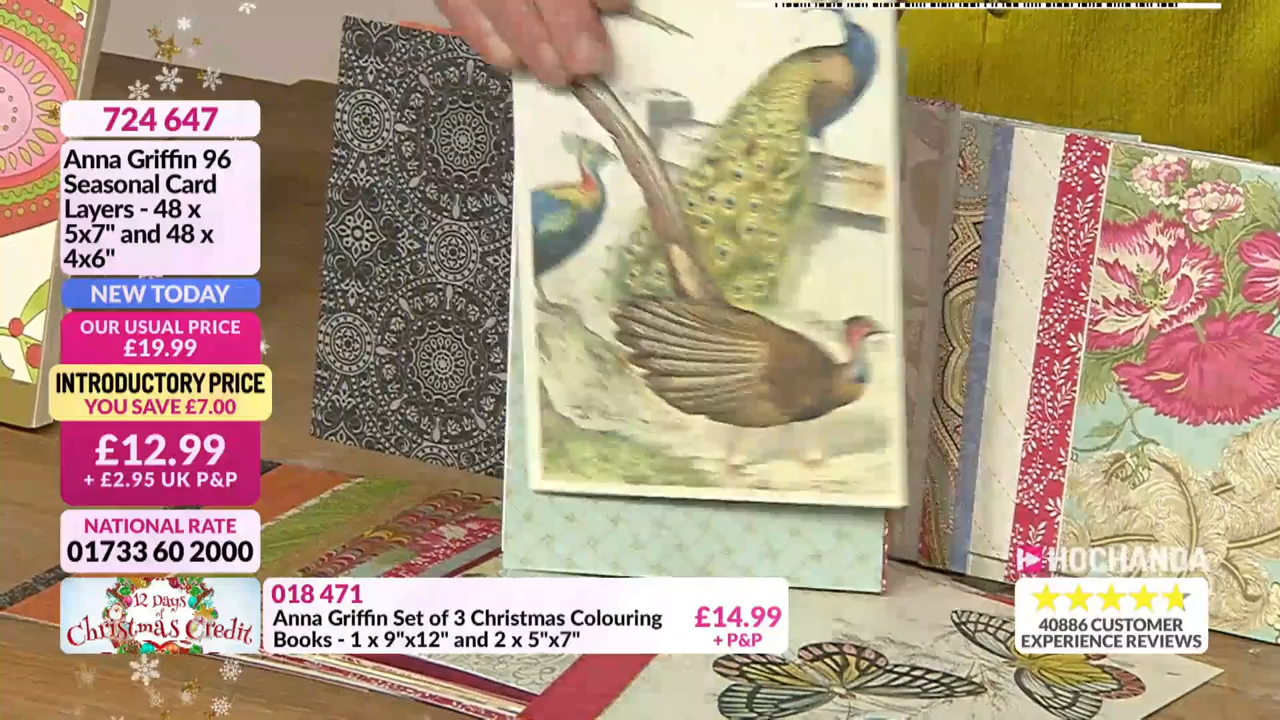 724 647
Anna Griffin 96
Seasonal Card
Layers - 48 x
5x7" and 48 x
4x6"
NEW TODAY
OUR USUAL PRICE
£19.99
INTRODUCTORY PRICE
YOU SAVE £7.00
£12.99
+ £2.95 UK P&P
NATIONAL RATE
01733 60 2000
12 Days
of
Christmas Credit
018 471
Anna Griffin Set of 3 Christmas Colouring
Books - 1 x 9"x12" and 2 x 5"x7"
£14.99
+ P&P
HOCHANDA
40886 CUSTOMER
EXPERIENCE REVIEWS